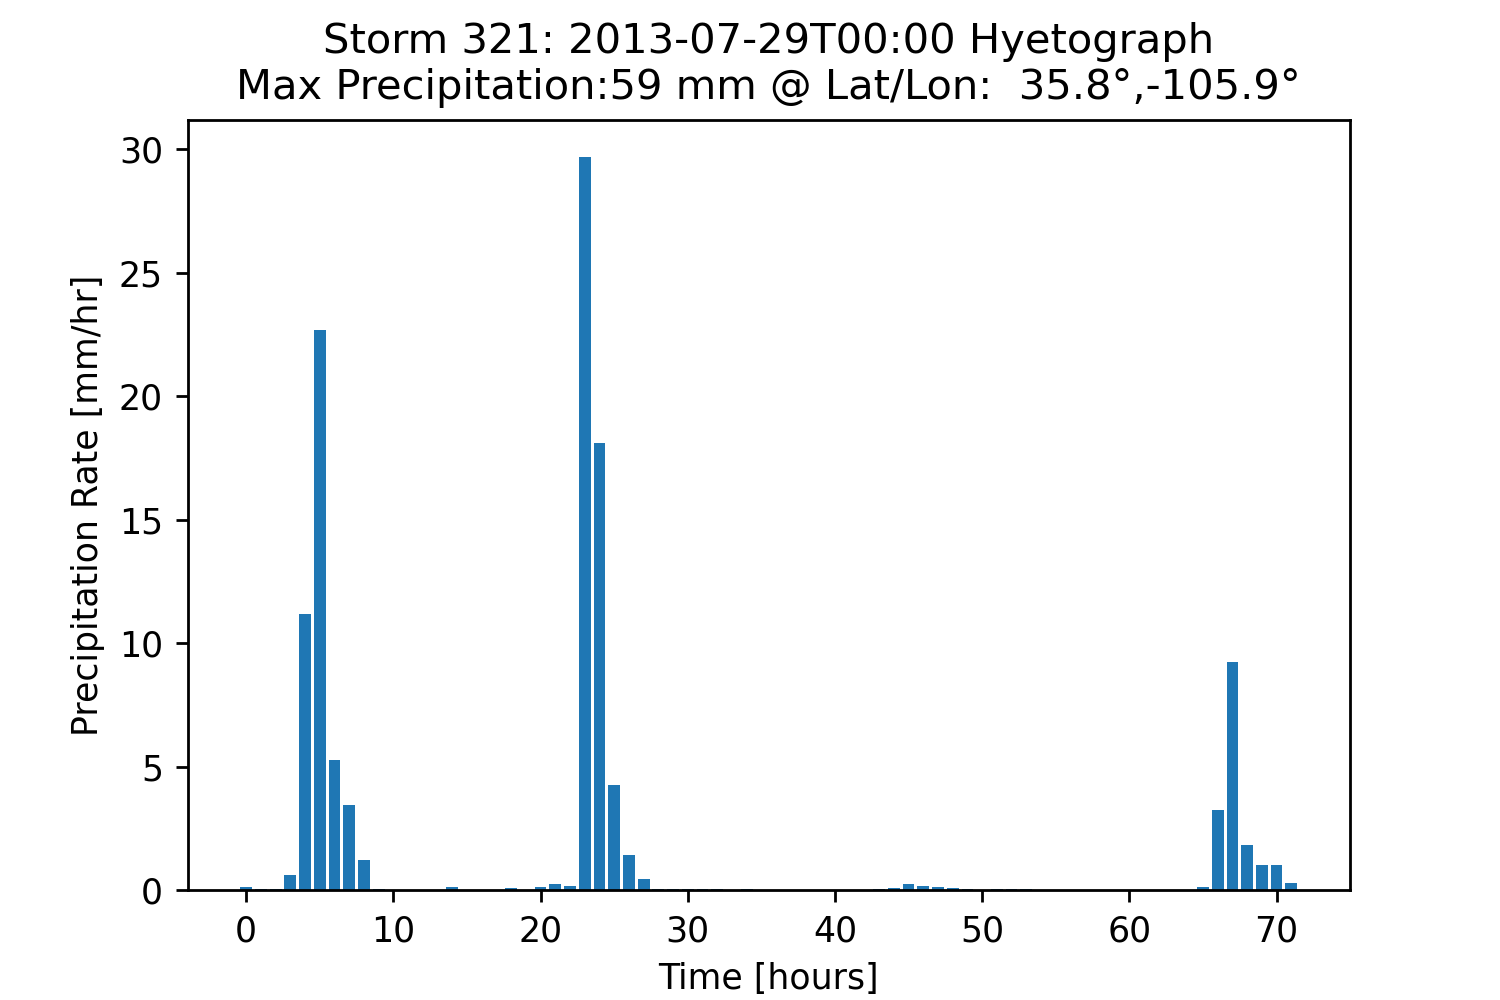 Storm 321: 2013-07-29T00:00 Hyetograph
Max Precipitation:59 mm @ Lat/Lon:  35.8°,-105.9°
30
25
20
15
10
5
0
Precipitation Rate [mm/hr]
0 10 20 30 40 50 60 70
Time [hours]